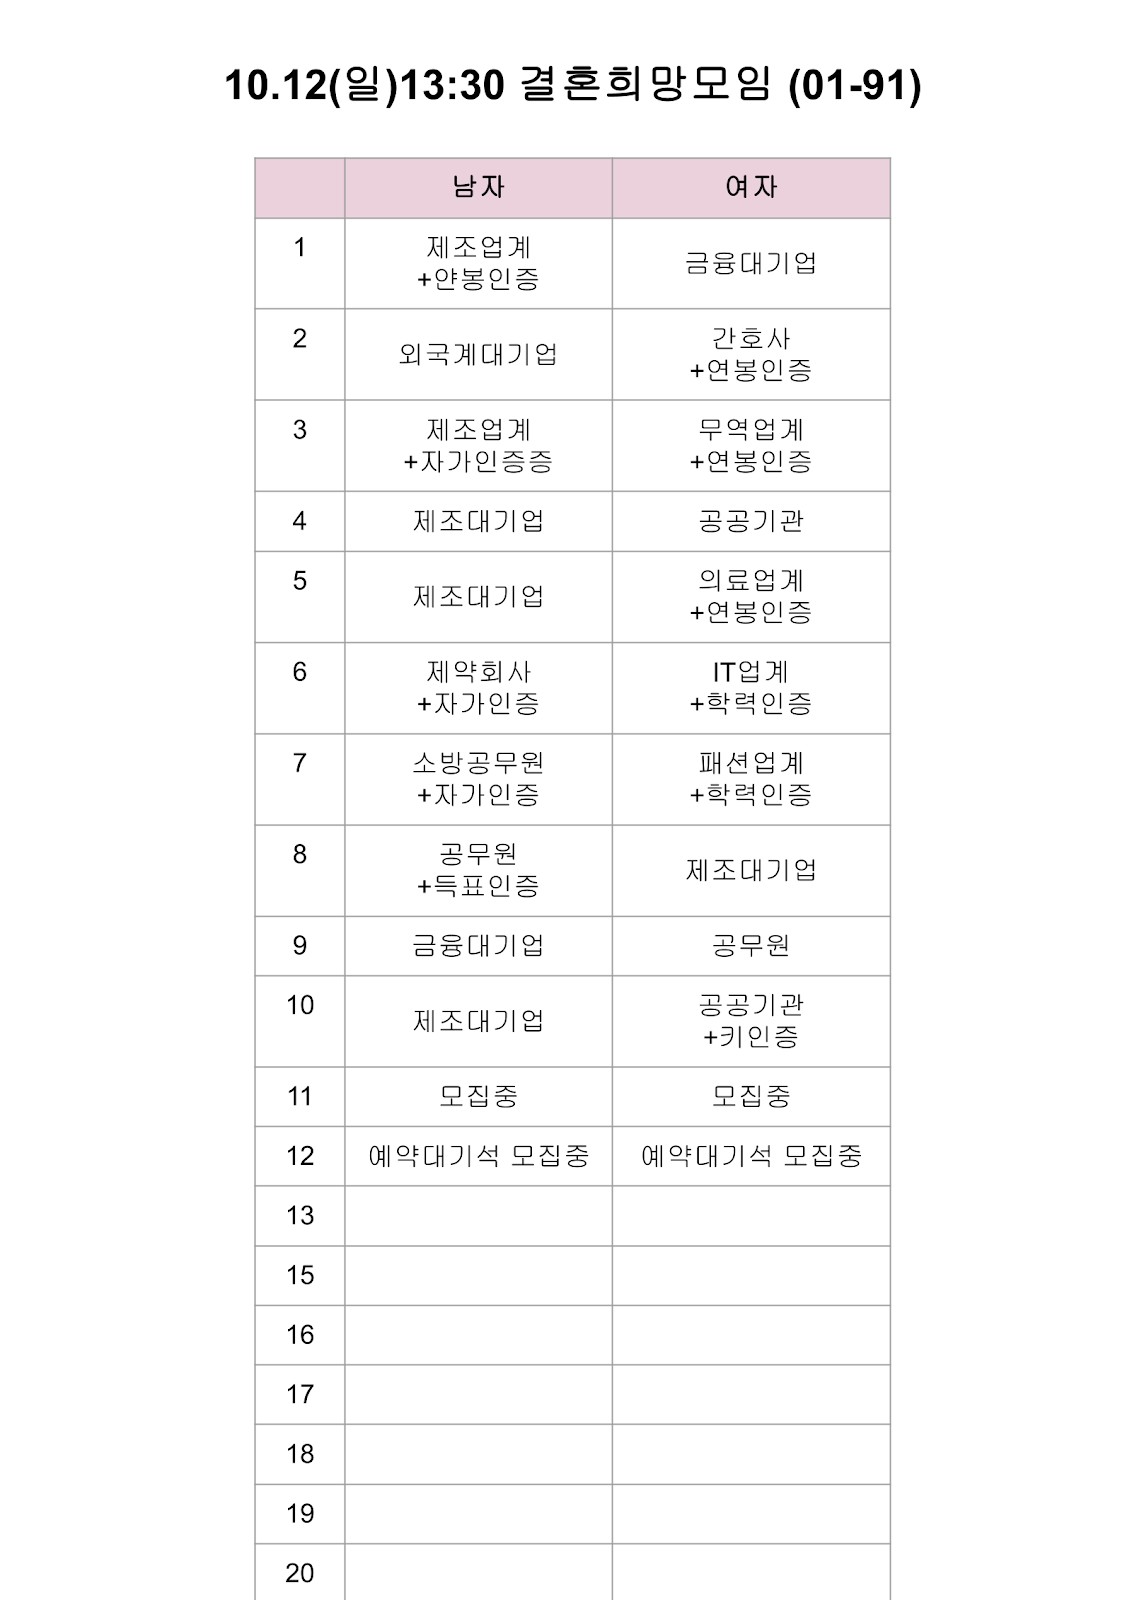 10.12(일)13:30 결혼희망모임 (01-91)
남자 여자
1 제조업계
+얀봉인증 금융대기업
2 외국계대기업 간호사
+연봉인증
3 제조업계
+자가인증증 무역업계
+연봉인증
4 제조대기업 공공기관
5 제조대기업 의료업계
+연봉인증
6 제약회사
+자가인증 IT업계
+학력인증
7 소방공무원
+자가인증 패션업계
+학력인증
8 공무원
+득표인증 제조대기업
9 금융대기업 공무원
10 제조대기업 공공기관
+키인증
11 모집중 모집중
12 예약대기석 모집중 예약대기석 모집중
13
15
16
17
18
19
20